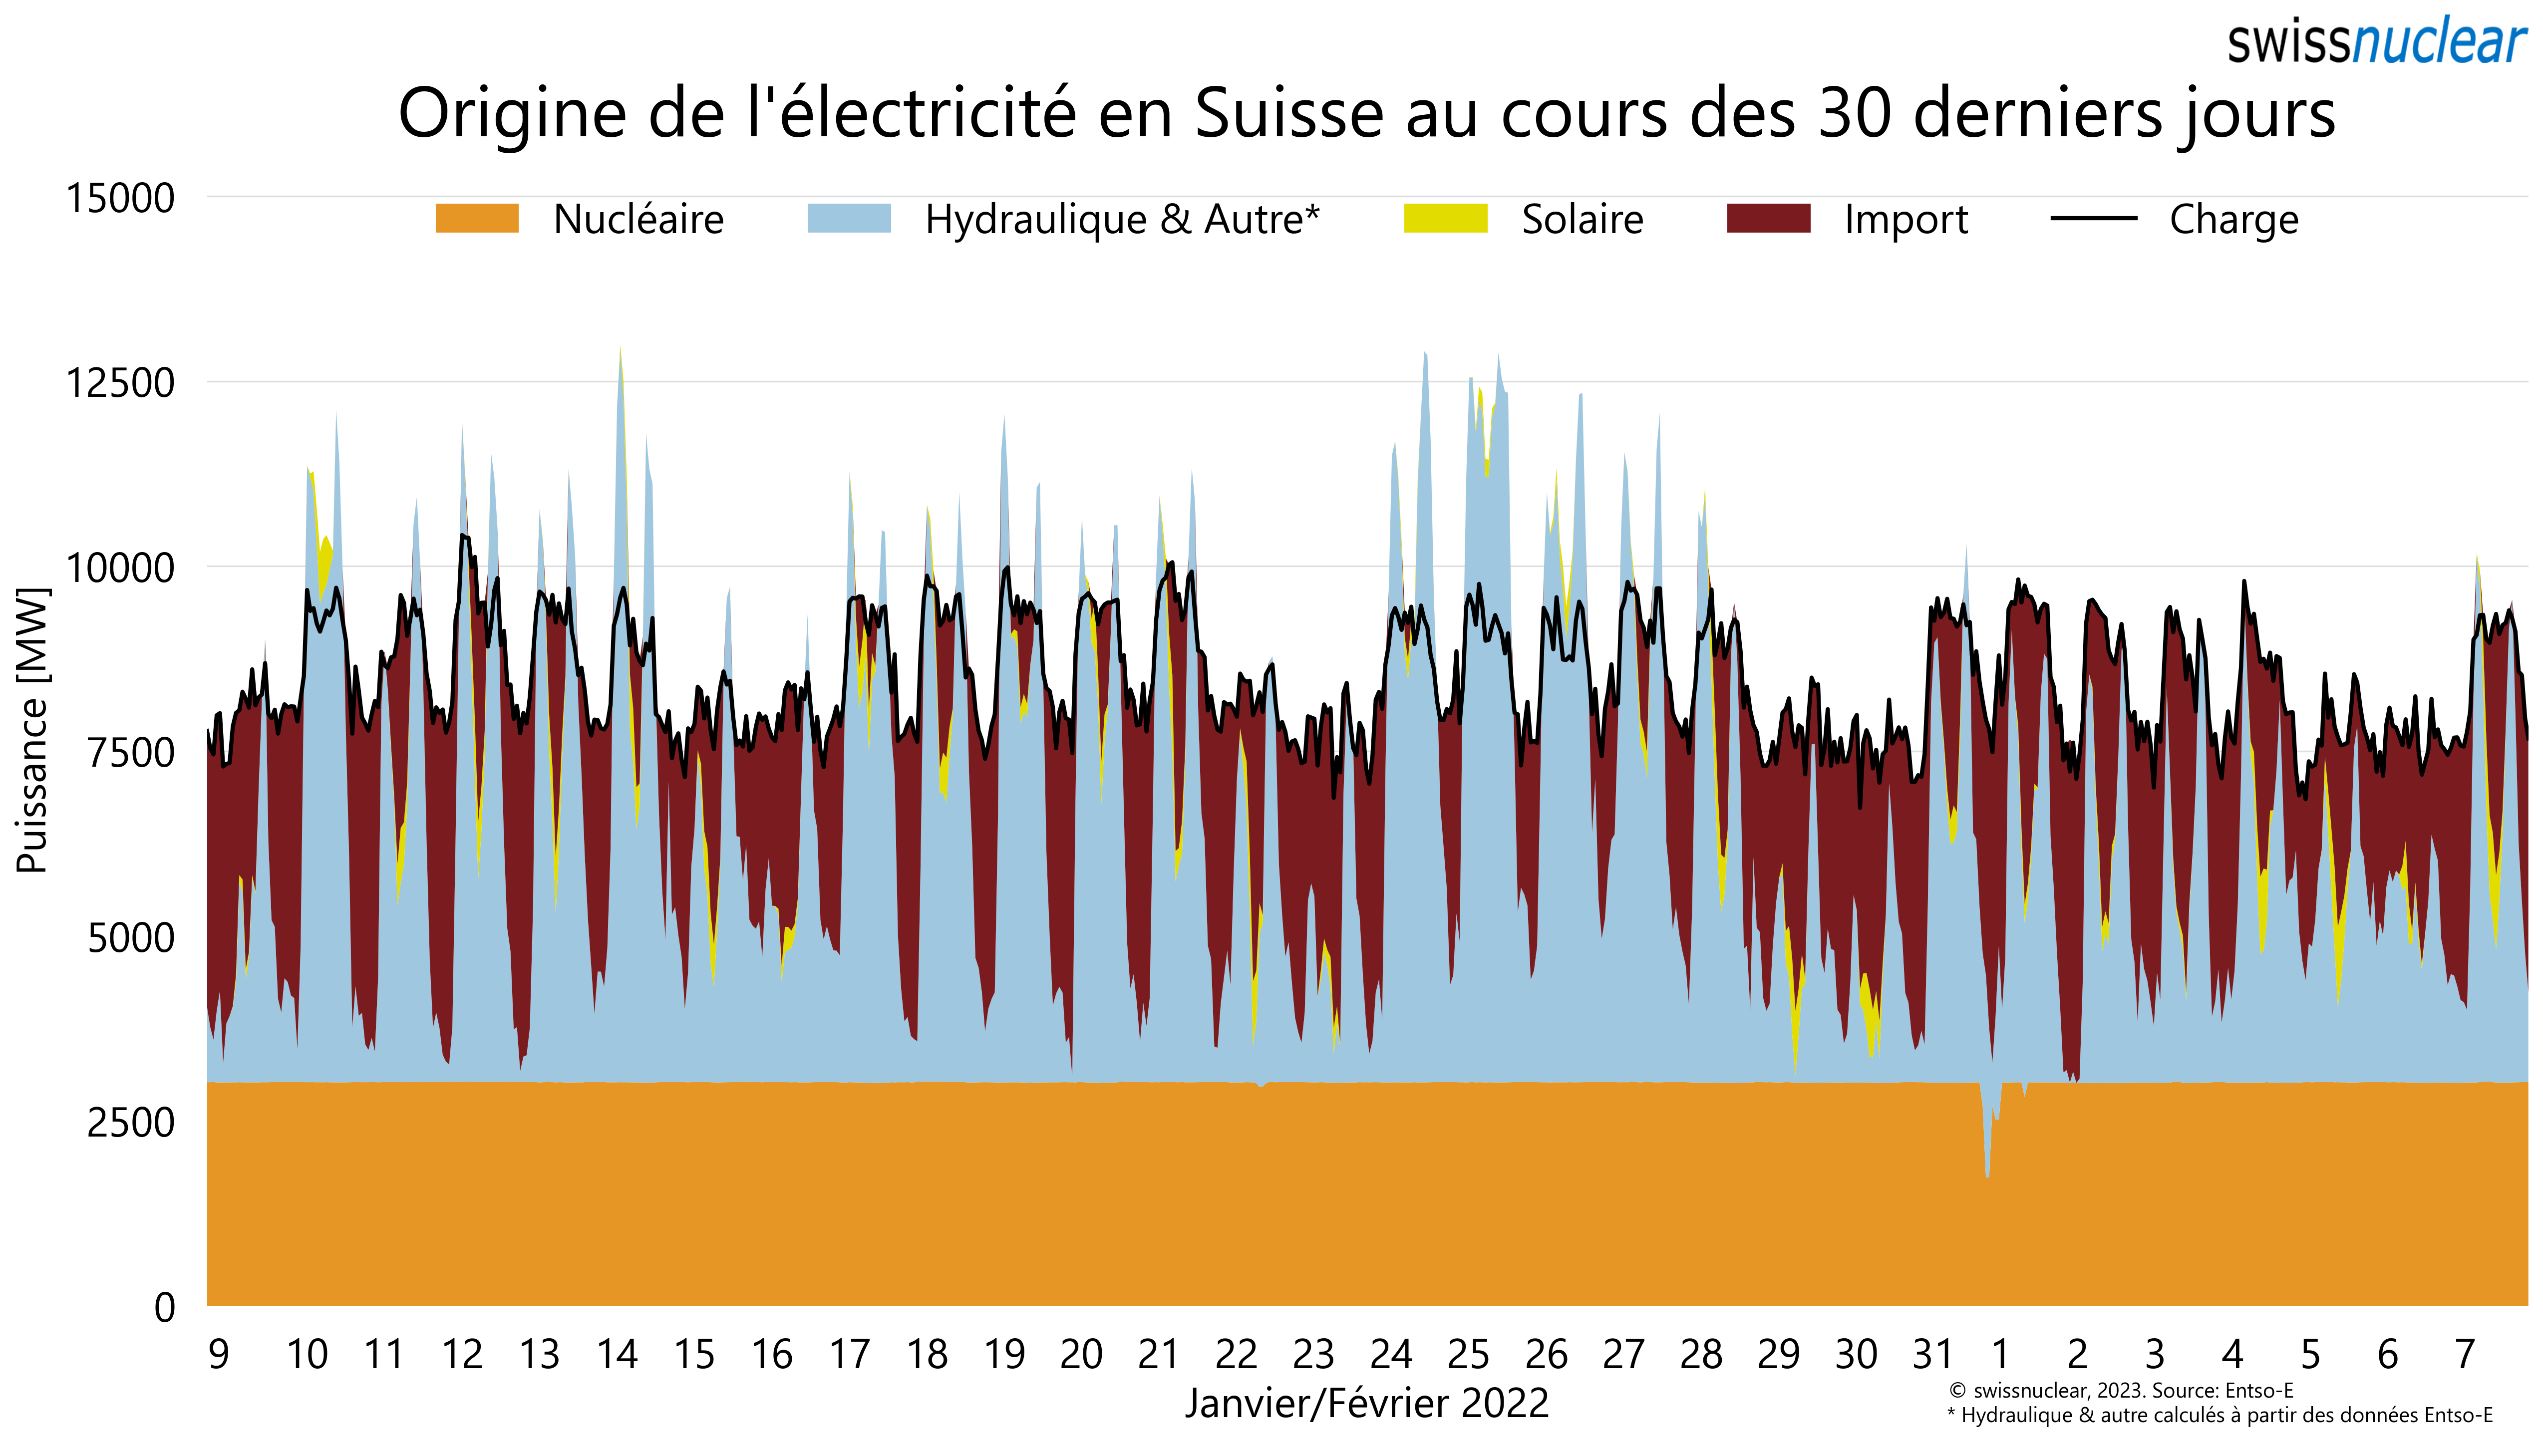 swissnuclear
Origine de l'électricité en Suisse au cours des 30 derniers jours
15000
Nucléaire Hydraulique & Autre* Solaire Import Charge
12500
10000
7500
5000
2500
0
Puissance [MW]
9 10 11 12 13 14 15 16 17 18 19 20 21 22 23 24 25 26 27 28 29 30 31 1 2 3 4 5 6 7
Janvier/Février 2022
© swissnuclear, 2023. Source: Entso-E
* Hydraulique & autre calculés à partir des données Entso-E